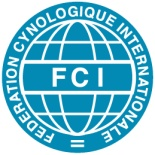 FEDERATION CYNOLOGIQUE INTERNATIONALE
FCI